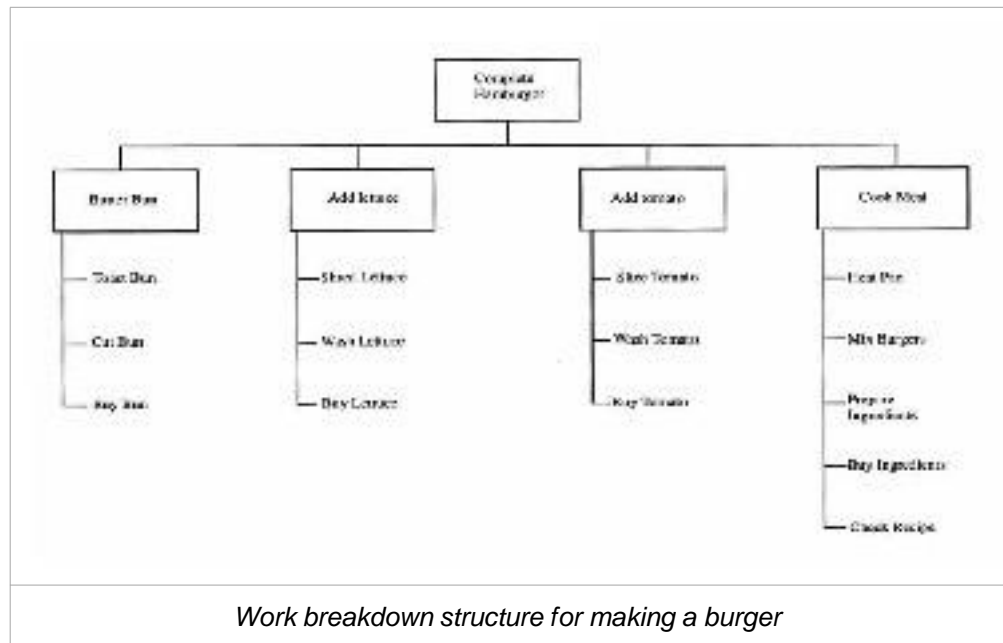 Complete
Hamburger
Butter Bun
Add lettuce
Add tomato
Cook Meat
Toast Bun
Cut Bun
Buy Bun
Shred Lettuce
Wash Lettuce
Buy Lettuce
Slice Tomato
Wash Tomato
Buy Tomato
Heat Pan
Mix Burgers
Prepare
Ingredients
Buy Ingredients
Check Recipe
Work breakdown structure for making a burger